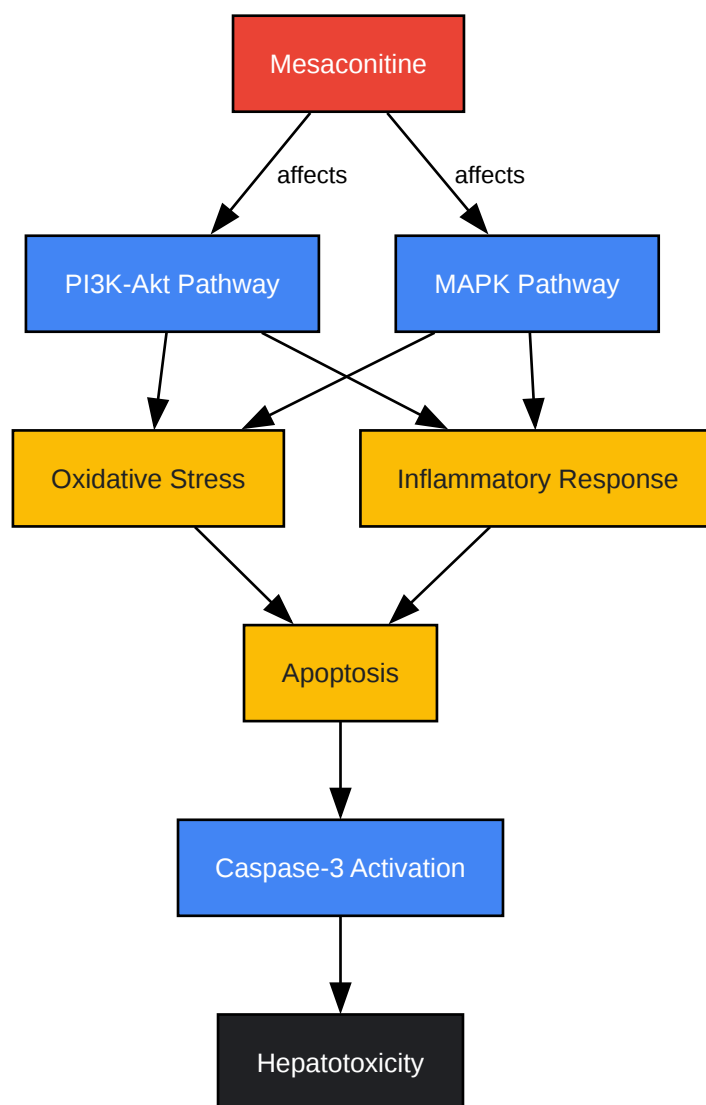 Mesaconitine
affects
affects
PI3K-Akt Pathway
MAPK Pathway
Oxidative Stress
Inflammatory Response
Apoptosis
Caspase-3 Activation
Hepatotoxicity